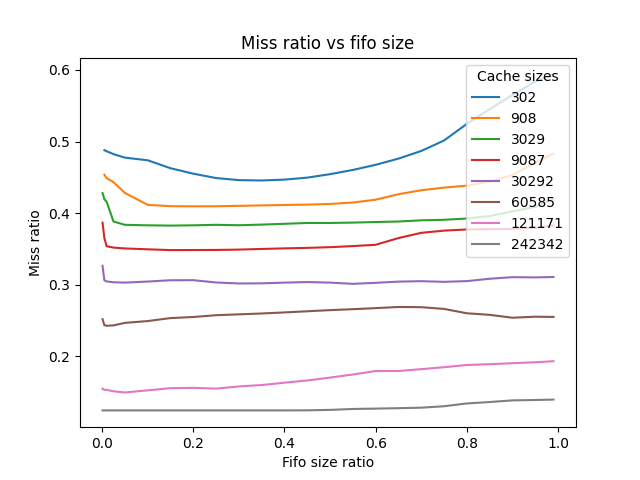 Miss ratio vs fifo size
Miss ratio
0.6
0.5
0.4
0.3
0.2
Cache sizes
302
908
3029
9087
30292
60585
121171
242342
0.0 0.2 0.4 0.6 0.8 1.0
Fifo size ratio